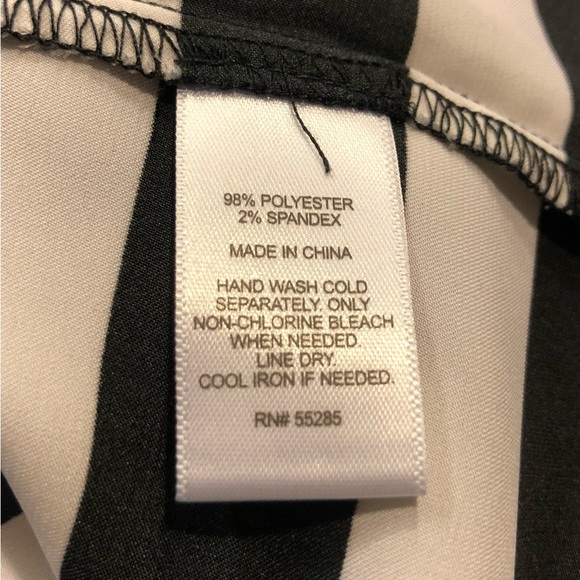 98% POLYESTER
2% SPANDEX
MADE IN CHINA
HAND WASH COLD
SEPARATELY. ONLY
NON-CHLORINE BLEACH
WHEN NEEDED.
LINE DRY.
COOL IRON IF NEEDED.
RN# 55285